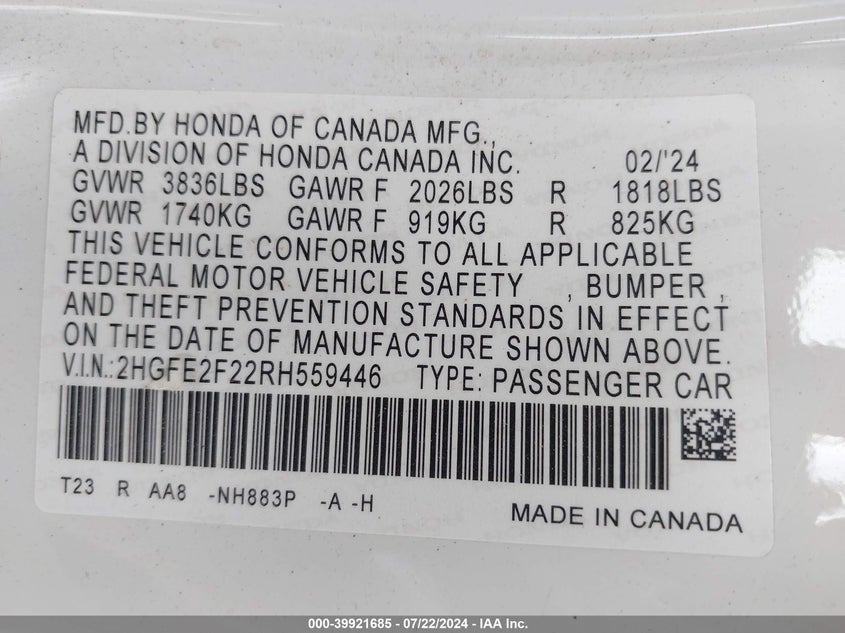 MFD.BY HONDA OF CANADA MFG.,
A DIVISION OF HONDA CANADA INC. 02/'24
GVWR 3836LBS GAWR F 2026LBS R 1818LBS
GVWR 1740KG GAWR F 919KG R 825KG
THIS VEHICLE CONFORMS TO ALL APPLICABLE
FEDERAL MOTOR VEHICLE SAFETY , BUMPER ,
AND THEFT PREVENTION STANDARDS IN EFFECT
ON THE DATE OF MANUFACTURE SHOWN ABOVE.
V.I.N.:2HGFE2F22RH559446 TYPE: PASSENGER CAR
T23 R AA8 -NH883P -A -H
MADE IN CANADA
000-39921685 - 07/22/2024 - IAA Inc.